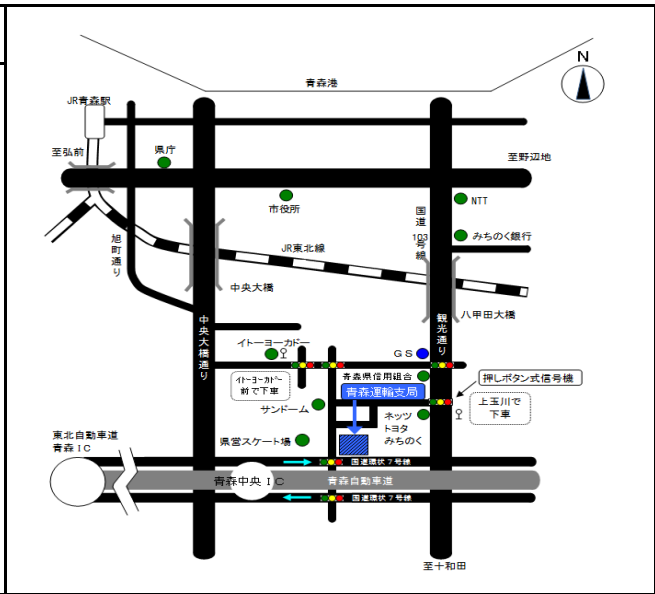 青森港
N
JR青森駅
至弘前
県庁
至野辺地
市役所
国道103号線
NTT
みちのく銀行
旭町通り
JR東北線
中央大橋
八甲田大橋
中央大橋通り
観光通り
イトーヨーカドー
GS
イトーヨーカドー
前で下車
青森県信用組合
押しボタン式信号機
青森運輸支局
サンドーム
ネッツ
トヨタ
みちのく
上玉川で
下車
県営スケート場
東北自動車道
青森IC
国道環状7号線
青森中央IC
青森自動車道
国道環状7号線
至十和田